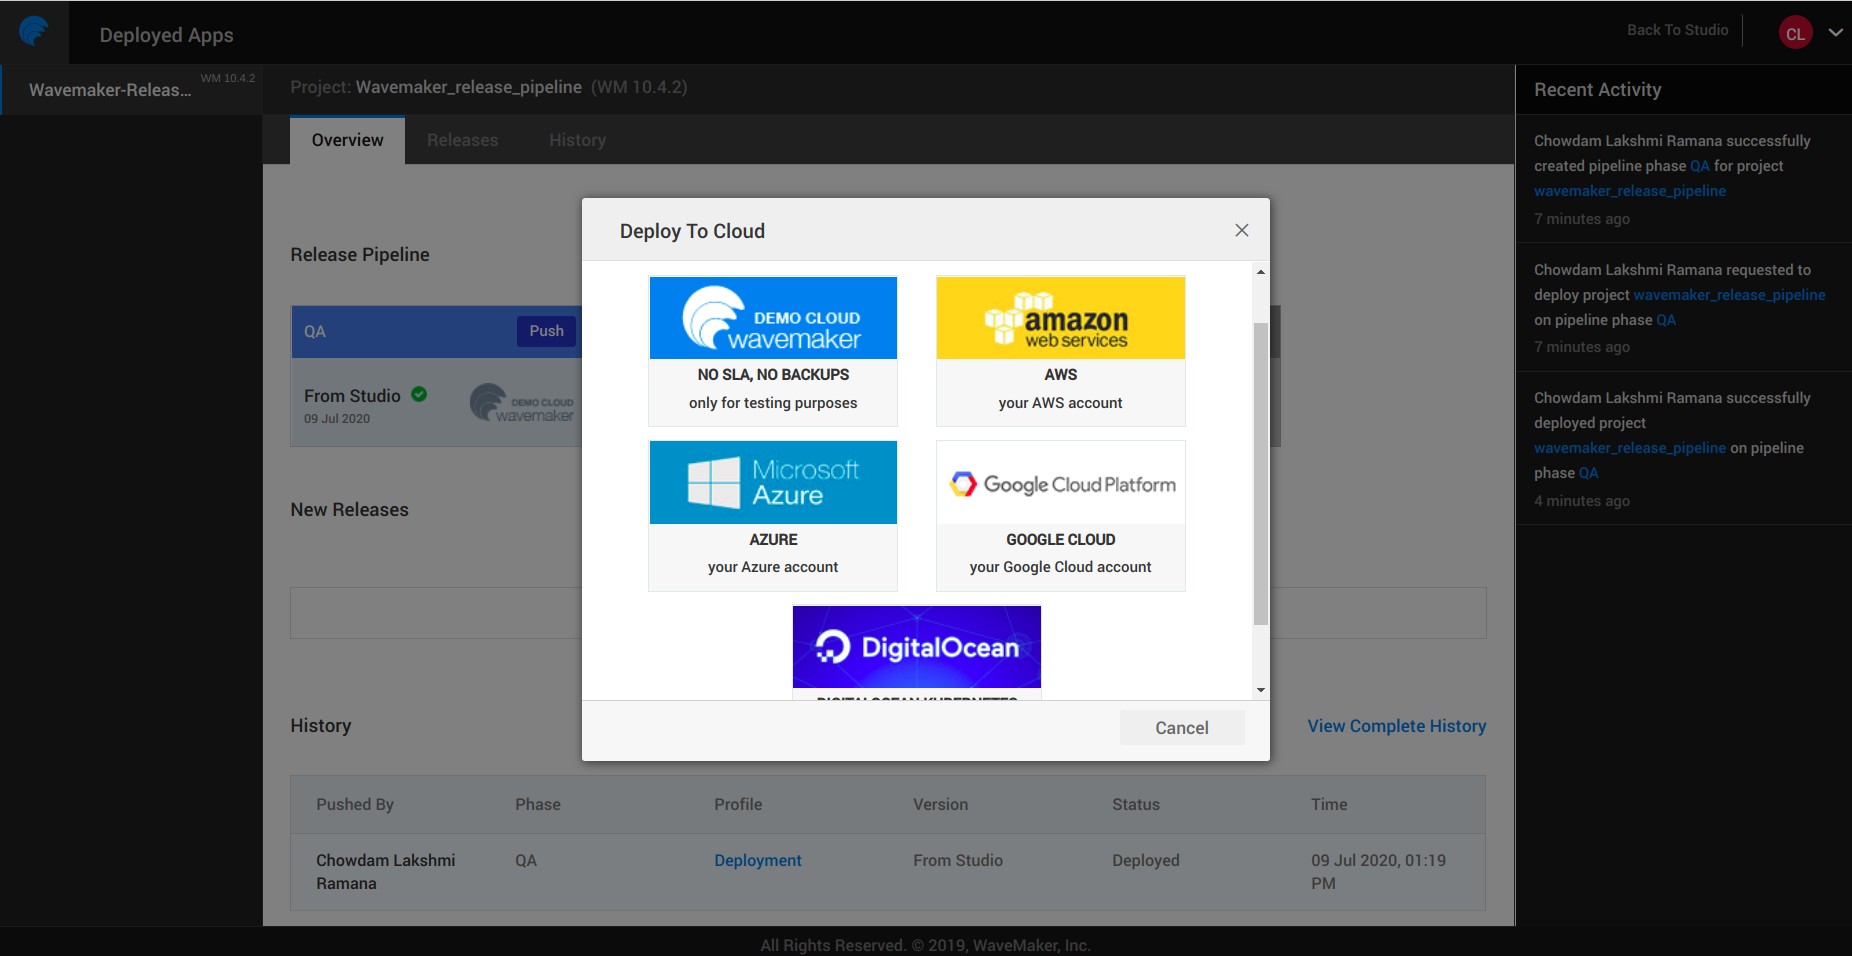 Deployed Apps
Back To Studio
CL
Wavemaker-Releas...
WM 10.4.2
Project: Wavemaker_release_pipeline (WM 10.4.2)
Overview
Releases
History
Release Pipeline
QA
Push
From Studio
09 Jul 2020
DEMO CLOUD
wavemaker
New Releases
History
View Complete History
Pushed By
Phase
Profile
Version
Status
Time
Chowdam Lakshmi
Ramana
QA
Deployment
From Studio
Deployed
09 Jul 2020, 01:19
PM
Deploy To Cloud
DEMO CLOUD
wavemaker
NO SLA, NO BACKUPS
only for testing purposes
amazon
web services
AWS
your AWS account
Microsoft
Azure
AZURE
your Azure account
Google Cloud Platform
GOOGLE CLOUD
your Google Cloud account
DigitalOcean
DIGITALOCEAN KUBERNETES
Cancel
Recent Activity
Chowdam Lakshmi Ramana successfully
created pipeline phase QA for project
wavemaker_release_pipeline
7 minutes ago
Chowdam Lakshmi Ramana requested to
deploy project wavemaker_release_pipeline
on pipeline phase QA
7 minutes ago
Chowdam Lakshmi Ramana successfully
deployed project
wavemaker_release_pipeline on pipeline
phase QA
4 minutes ago
All Rights Reserved. © 2019, WaveMaker, Inc.